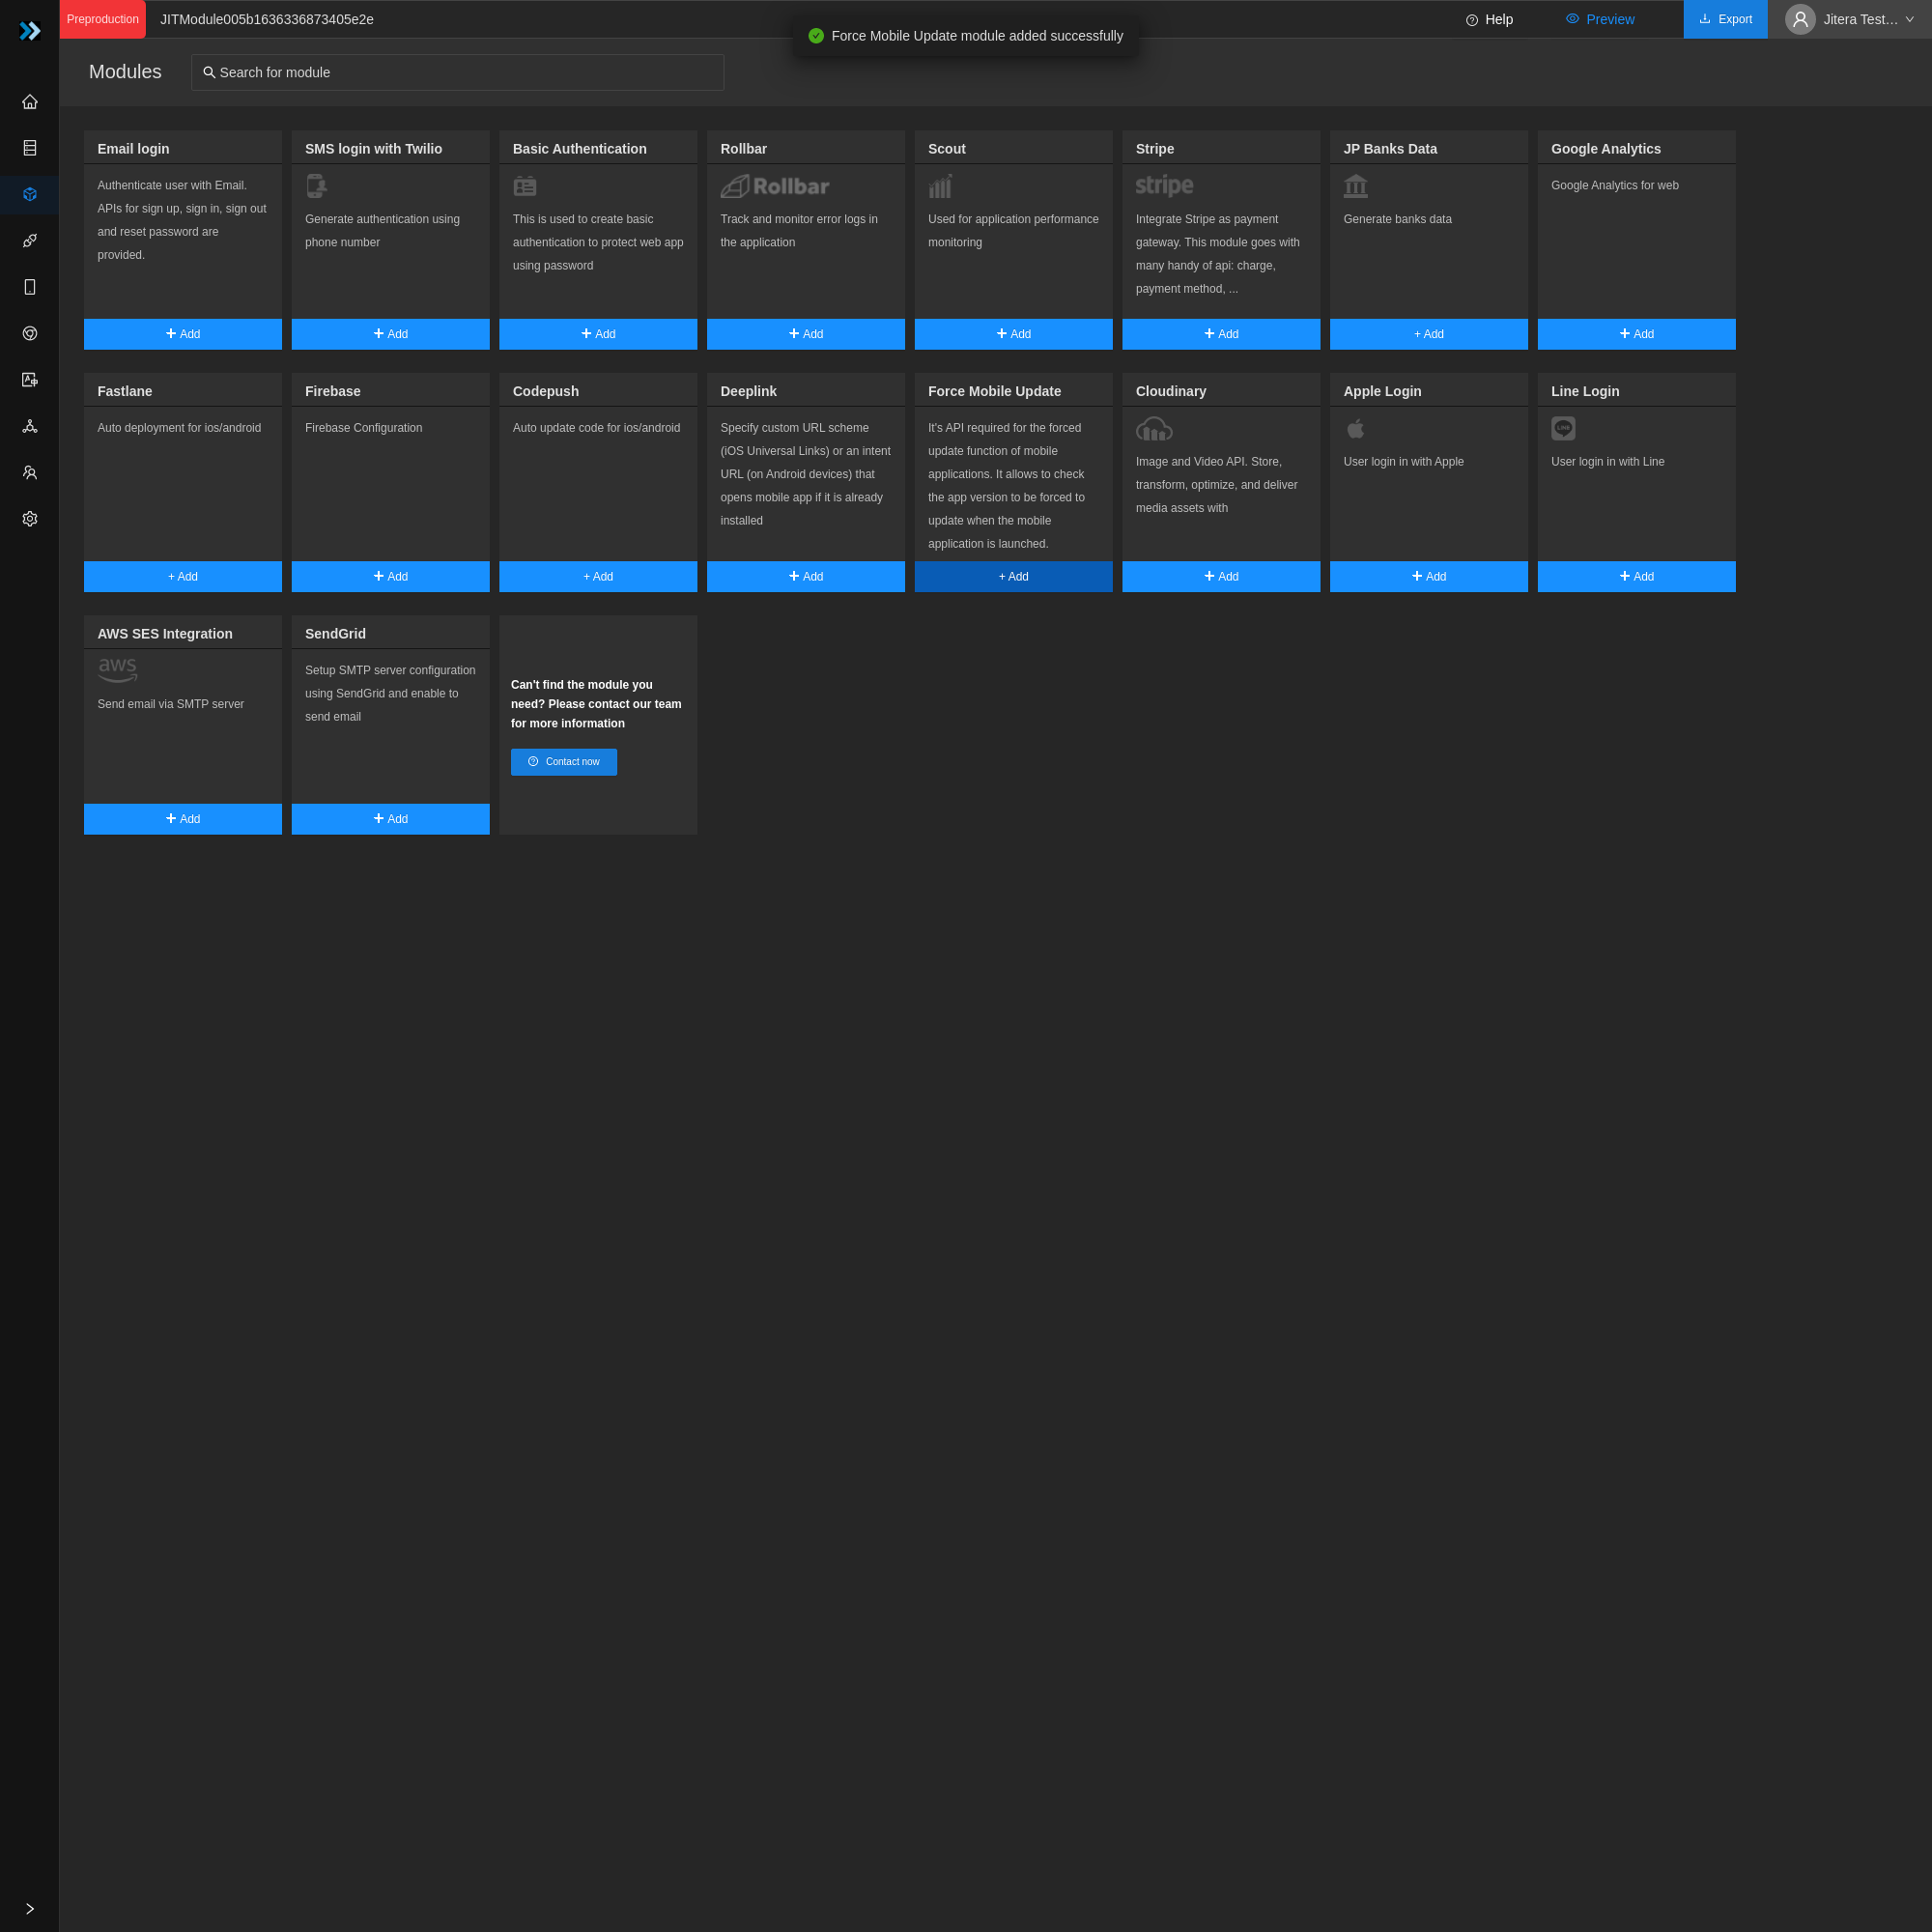 Preproduction
JITModule005b1636336873405e2e
Force Mobile Update module added successfully
Help
Preview
Export
Jitera Test…
Modules
Search for module
Email login
Authenticate user with Email.
APIs for sign up, sign in, sign out
and reset password are
provided.
Add
SMS login with Twilio
Generate authentication using
phone number
Add
Basic Authentication
This is used to create basic
authentication to protect web app
using password
Add
Rollbar
Rollbar
Track and monitor error logs in
the application
Add
Scout
Used for application performance
monitoring
Add
Stripe
stripe
Integrate Stripe as payment
gateway. This module goes with
many handy of api: charge,
payment method, ...
Add
JP Banks Data
Generate banks data
+ Add
Google Analytics
Google Analytics for web
Add
Fastlane
Auto deployment for ios/android
+ Add
Firebase
Firebase Configuration
Add
Codepush
Auto update code for ios/android
+ Add
Deeplink
Specify custom URL scheme
(iOS Universal Links) or an intent
URL (on Android devices) that
opens mobile app if it is already
installed
Add
Force Mobile Update
It's API required for the forced
update function of mobile
applications. It allows to check
the app version to be forced to
update when the mobile
application is launched.
+ Add
Cloudinary
Image and Video API. Store,
transform, optimize, and deliver
media assets with
Add
Apple Login
User login in with Apple
Add
Line Login
LINE
User login in with Line
Add
AWS SES Integration
aws
Send email via SMTP server
Add
SendGrid
Setup SMTP server configuration
using SendGrid and enable to
send email
Add
Can't find the module you
need? Please contact our team
for more information
Contact now